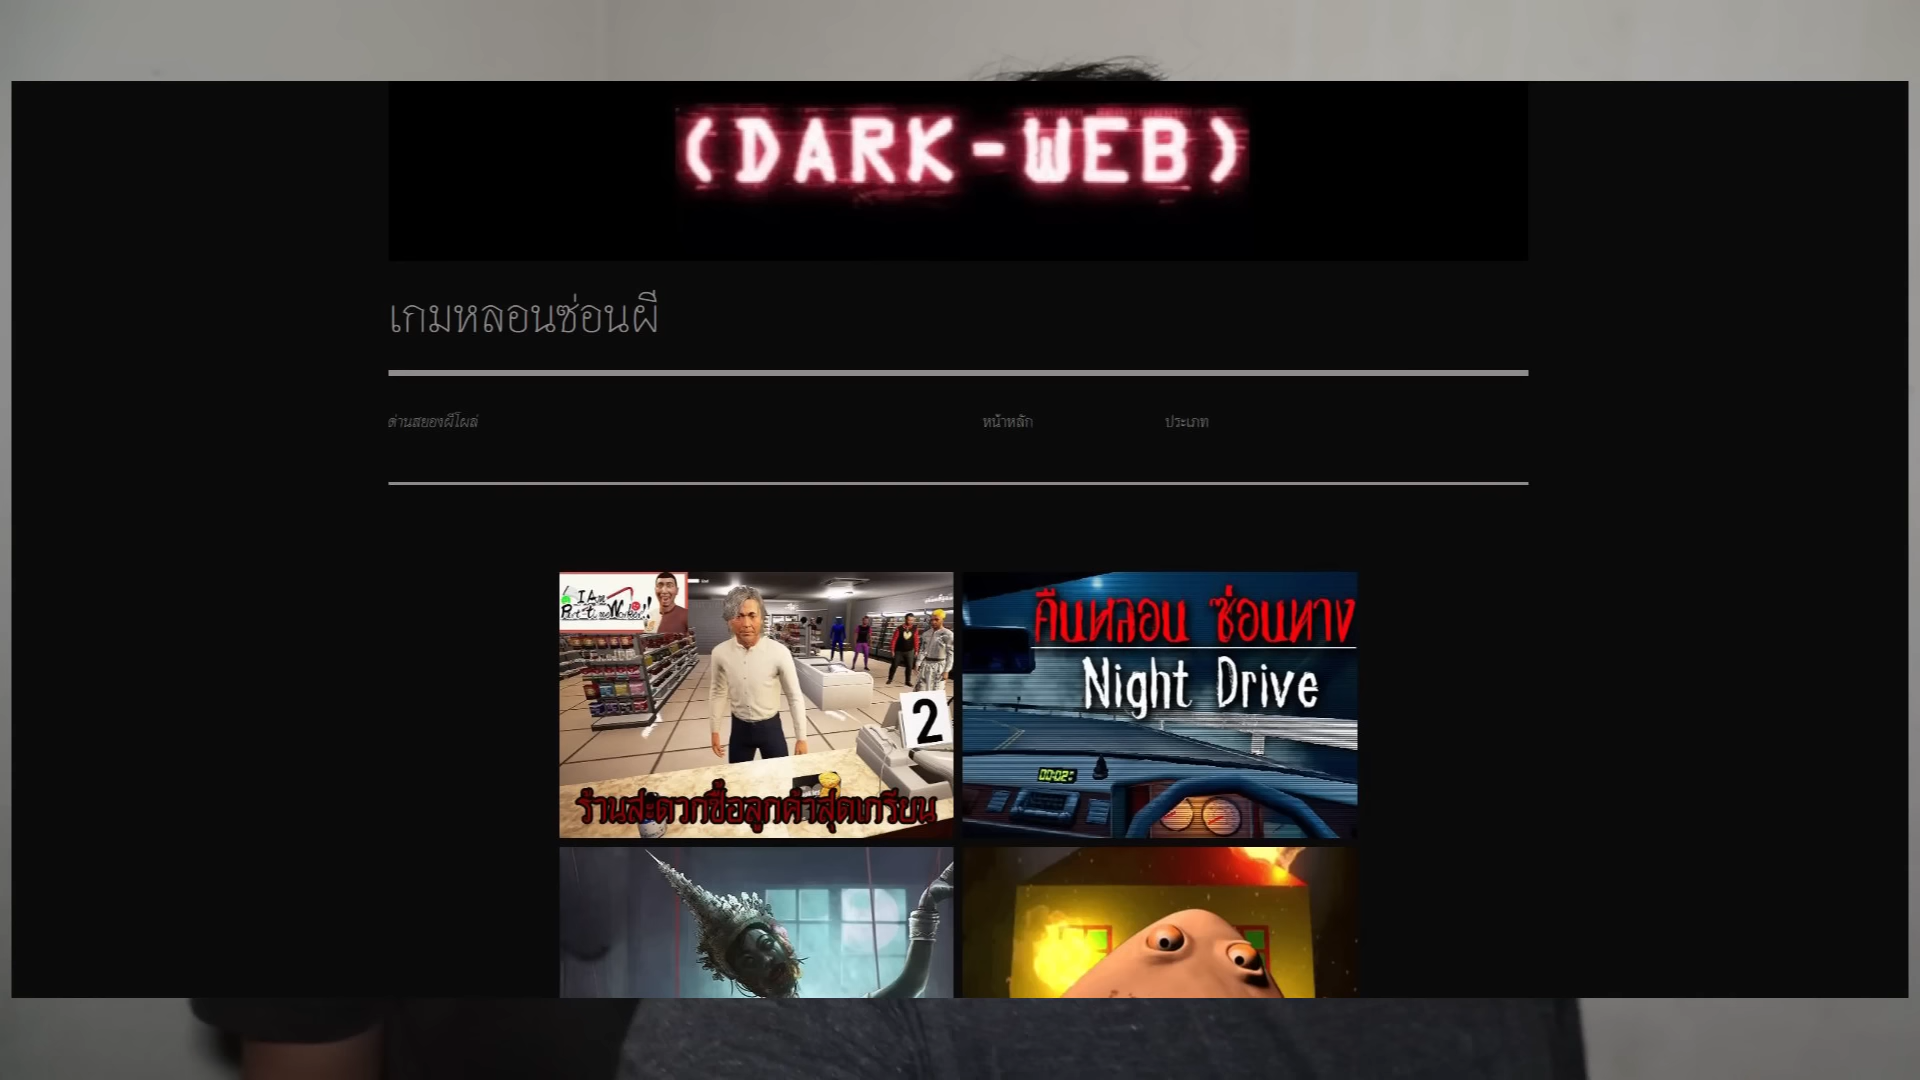 (DARK-WEB)
เกมหลอนซ่อนผี
ด่านสยองผีโผล่
หน้าหลัก
ประเภท
I Am
2
ร้านสะดวกซื้อลูกค้าสุดเกรียน
คืนหลอน ซ่อนทาง
Night Drive
00:02